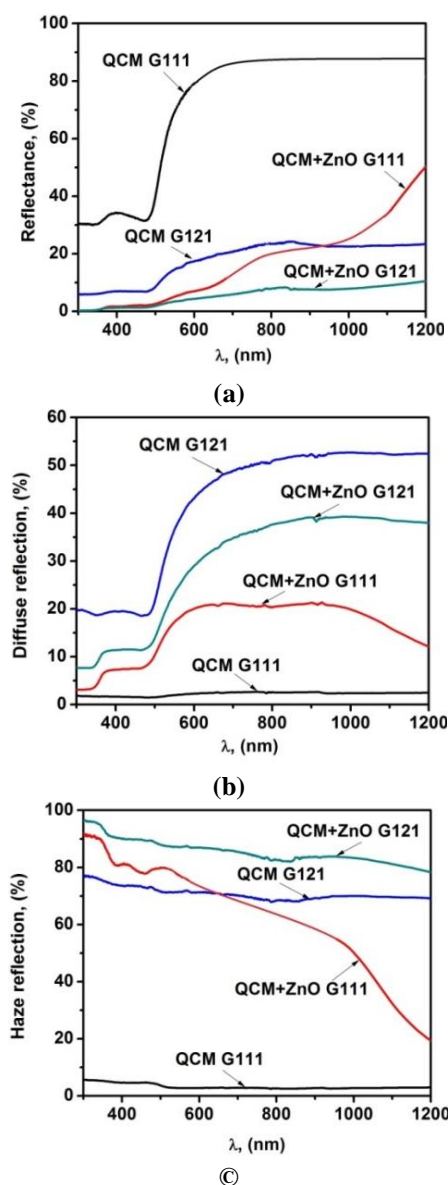 100
80
60
40
20
0
Reflectance, (%)
QCM G111
QCM+ZnO G111
QCM G121
QCM+ZnO G121
400 600 800 1000 1200
λ, (nm)
(a)
60
50
40
30
20
10
0
Diffuse reflection, (%)
QCM G121
QCM+ZnO G121
QCM+ZnO G111
QCM G111
400 600 800 1000 1200
λ, (nm)
(b)
100
80
60
40
20
0
Haze reflection, (%)
QCM+ZnO G121
QCM G121
QCM+ZnO G111
QCM G111
400 600 800 1000 1200
λ, (nm)
©